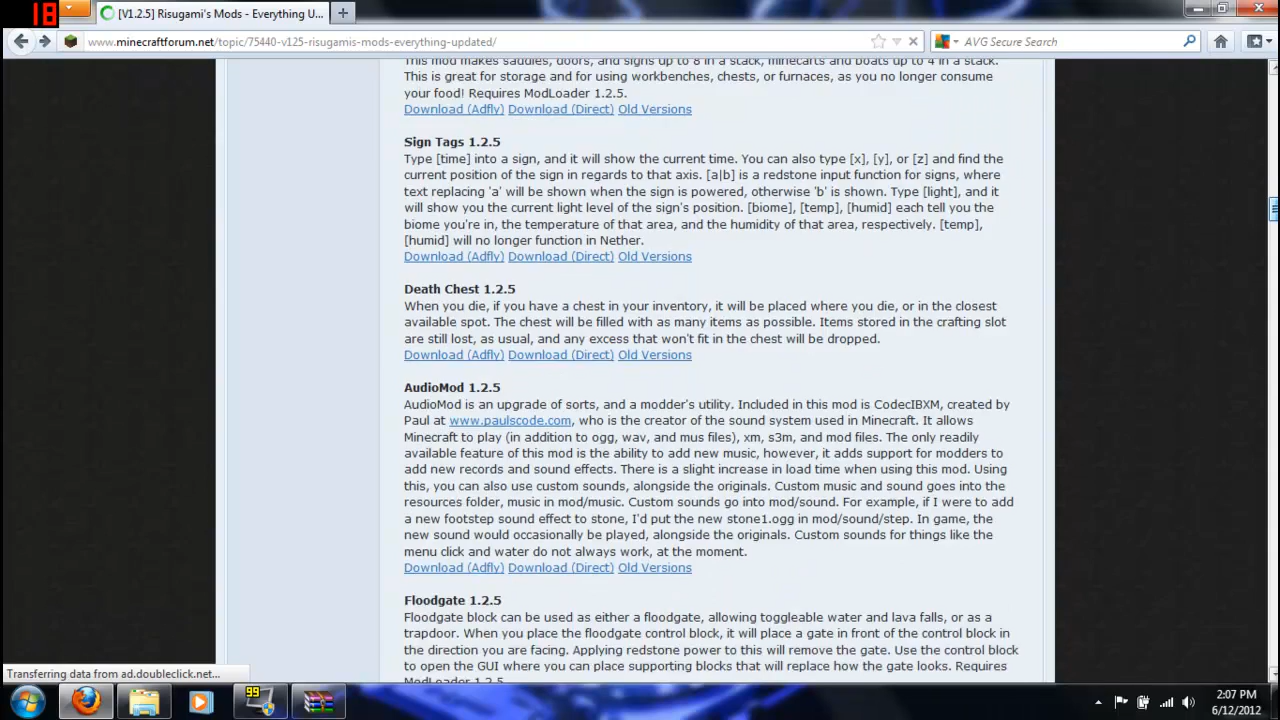 18
[V1.2.5] Risugami's Mods - Everything U...
www.minecraftforum.net/topic/75440-v125-risugamis-mods-everything-updated/
AVG Secure Search
This mod makes saddles, doors, and signs up to 8 in a stack, minecarts and boats up to 4 in a stack.
This is great for storage and for using workbenches, chests, or furnaces, as you no longer consume
your food! Requires ModLoader 1.2.5.
Download (Adfly) Download (Direct) Old Versions
Sign Tags 1.2.5
Type [time] into a sign, and it will show the current time. You can also type [x], [y], or [z] and find the
current position of the sign in regards to that axis. [a|b] is a redstone input function for signs, where
text replacing 'a' will be shown when the sign is powered, otherwise 'b' is shown. Type [light], and it
will show you the current light level of the sign's position. [biome], [temp], [humid] each tell you the
biome you're in, the temperature of that area, and the humidity of that area, respectively. [temp],
[humid] will no longer function in Nether.
Download (Adfly) Download (Direct) Old Versions
Death Chest 1.2.5
When you die, if you have a chest in your inventory, it will be placed where you die, or in the closest
available spot. The chest will be filled with as many items as possible. Items stored in the crafting slot
are still lost, as usual, and any excess that won't fit in the chest will be dropped.
Download (Adfly) Download (Direct) Old Versions
AudioMod 1.2.5
AudioMod is an upgrade of sorts, and a modder's utility. Included in this mod is CodecIBXM, created by
Paul at www.paulscode.com, who is the creator of the sound system used in Minecraft. It allows
Minecraft to play (in addition to ogg, wav, and mus files), xm, s3m, and mod files. The only readily
available feature of this mod is the ability to add new music, however, it adds support for modders to
add new records and sound effects. There is a slight increase in load time when using this mod. Using
this, you can also use custom sounds, alongside the originals. Custom music and sound goes into the
resources folder, music in mod/music. Custom sounds go into mod/sound. For example, if I were to add
a new footstep sound effect to stone, I'd put the new stone1.ogg in mod/sound/step. In game, the
new sound would occasionally be played, alongside the originals. Custom sounds for things like the
menu click and water do not always work, at the moment.
Download (Adfly) Download (Direct) Old Versions
Floodgate 1.2.5
Floodgate block can be used as either a floodgate, allowing toggleable water and lava falls, or as a
trapdoor. When you place the floodgate control block, it will place a gate in front of the control block in
the direction you are facing. Applying redstone power to this will remove the gate. Use the control block
to open the GUI where you can place supporting blocks that will replace how the gate looks. Requires
ModLoader 1.2.5
Transferring data from ad.doubleclick.net...
99
2:07 PM
6/12/2012